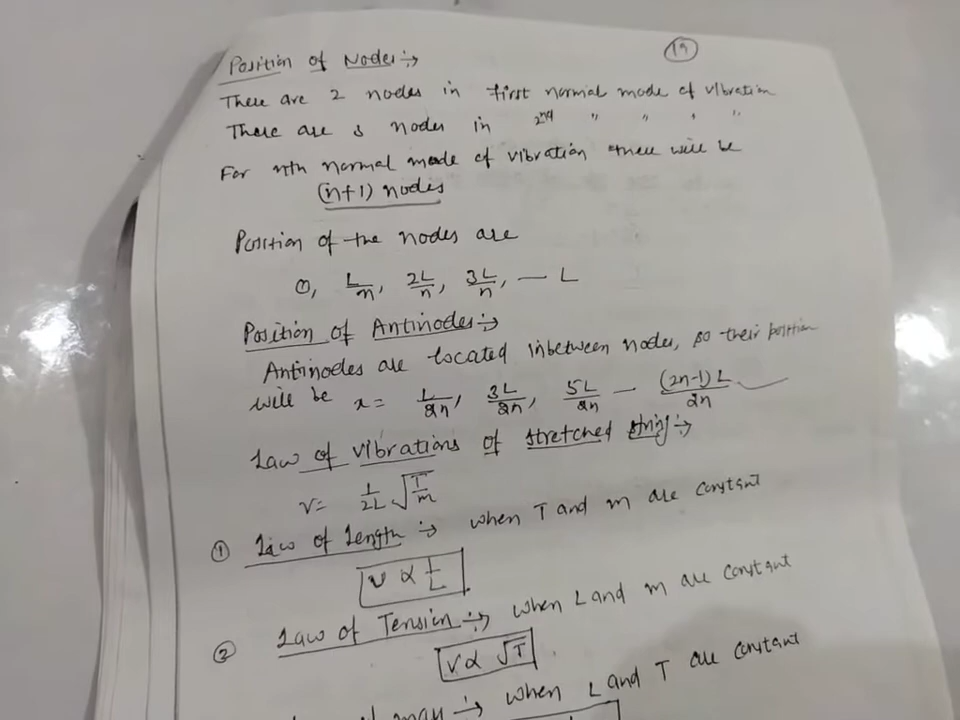 19
Position of Nodes :→
There are 2 nodes in first normal mode of vibration
There are 3 nodes in 2nd " " " "
For nth normal mode of vibration there will be
(n+1) nodes
Position of the nodes are
0, L/n, 2L/n, 3L/n, — L
Position of Antinodes :→
Antinodes are located inbetween nodes, so their position
will be x = L/2n, 3L/2n, 5L/2n — (2n-1)L/2n
Law of vibrations of stretched string :→
ν = 1/2L √T/m
① Law of Length :→ when T and m are constant
ν ∝ 1/L
② Law of Tension :→ when L and m are constant
ν ∝ √T
:→ when L and T are constant